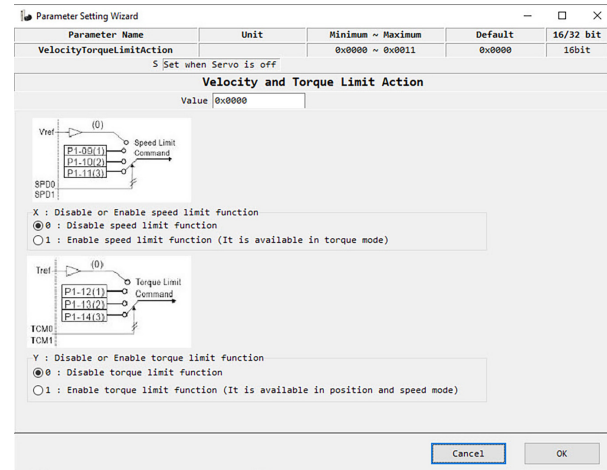 Parameter Setting Wizard
Parameter Name Unit Minimum ~ Maximum Default 16/32 bit
VelocityTorqueLimitAction 0x0000 ~ 0x0011 0x0000 16bit
S Set when Servo is off
Velocity and Torque Limit Action
Value 0x0000
Vref (0)
Speed Limit
P1-09(1) Command
P1-10(2)
P1-11(3)
SPD0
SPD1
X : Disable or Enable speed limit function
0 : Disable speed limit function
1 : Enable speed limit function (It is available in torque mode)
Tref (0)
Torque Limit
P1-12(1) Command
P1-13(2)
P1-14(3)
TCM0
TCM1
Y : Disable or Enable torque limit function
0 : Disable torque limit function
1 : Enable torque limit function (It is available in position and speed mode)
Cancel OK